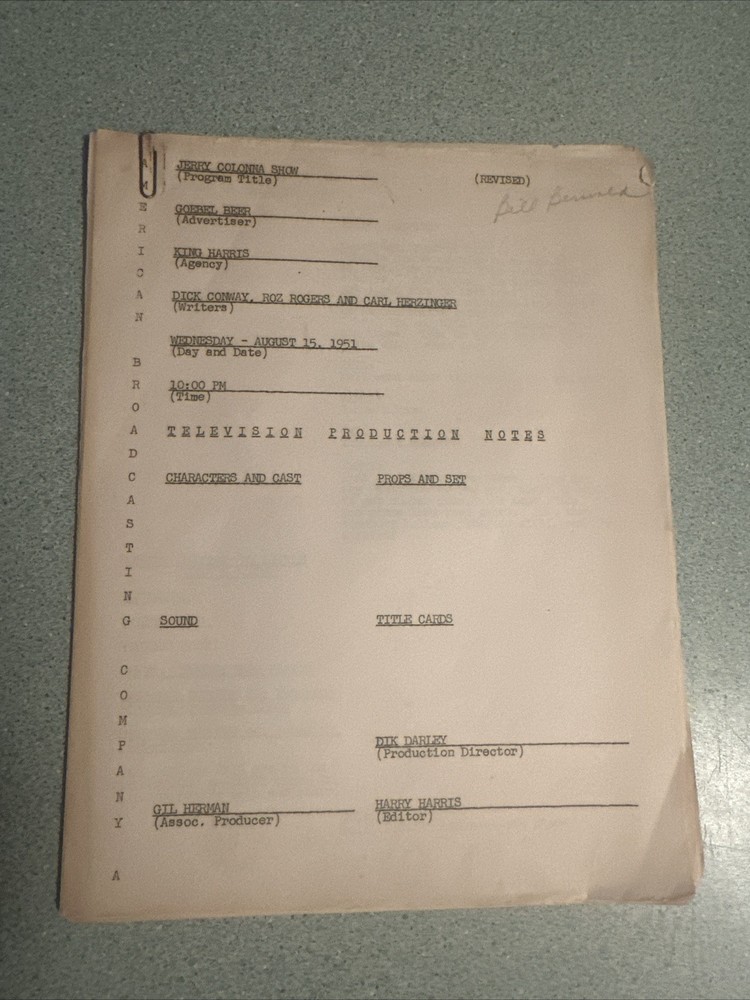 JERRY COLONNA SHOW
(Program Title)
(REVISED)
Bill
GOEBEL BEER
(Advertiser)
KING HARRIS
(Agency)
DICK CONWAY, ROZ ROGERS AND CARL HERZINGER
(Writers)
WEDNESDAY - AUGUST 15, 1951
(Day and Date)
10:00 PM
(Time)
TELEVISION PRODUCTION NOTES
CHARACTERS AND CAST
PROPS AND SET
SOUND
TITLE CARDS
DIK DARLEY
(Production Director)
GIL HERMAN
(Assoc. Producer)
HARRY HARRIS
(Editor)
AMERICAN BROADCASTING COMPANY A